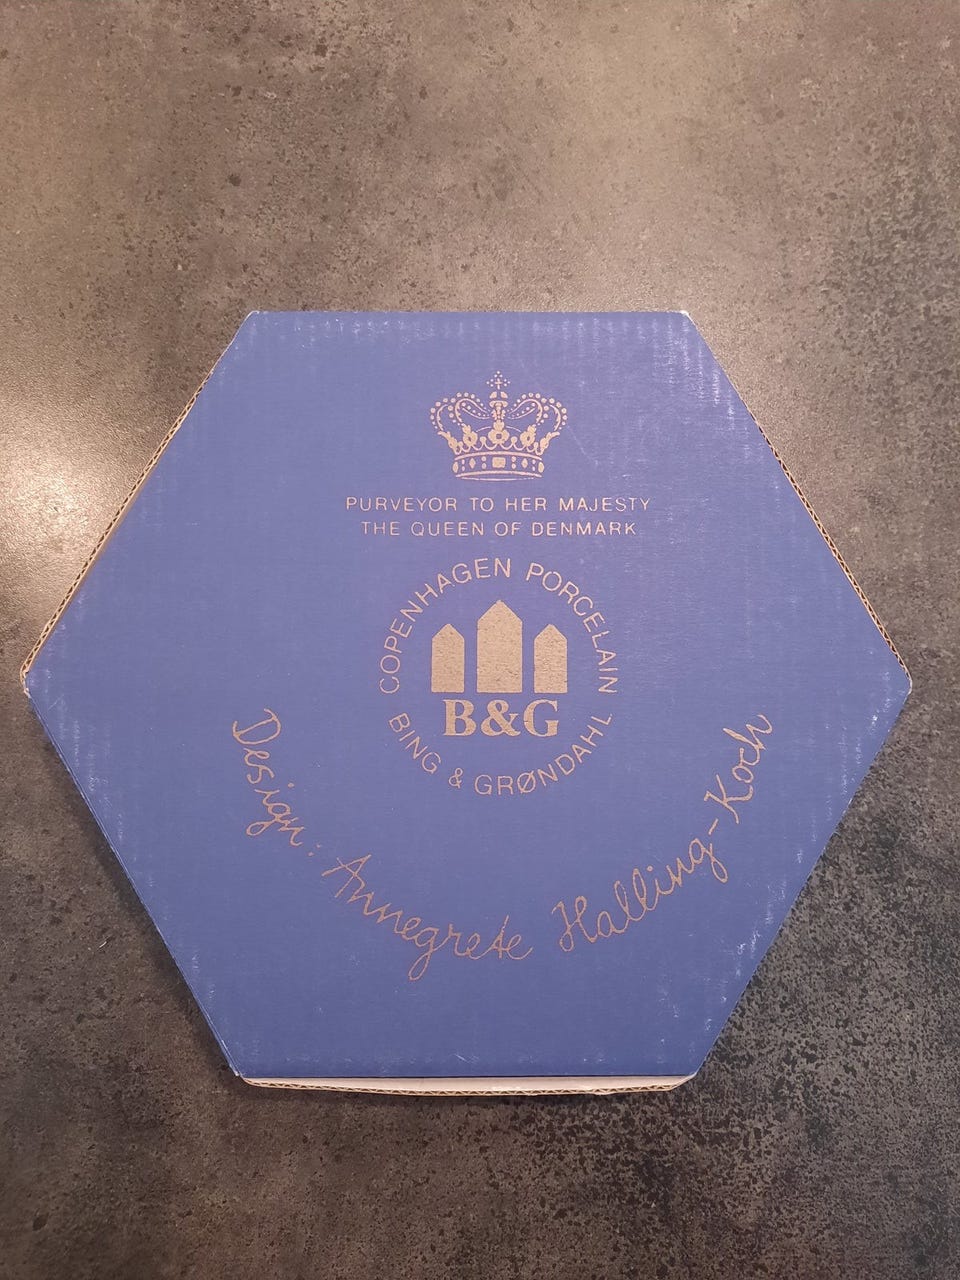 PURVEYOR TO HER MAJESTY
THE QUEEN OF DENMARK
COPENHAGEN PORCELAIN
B&G
BING & GRØNDAHL
Design: Annegrete Halling-Koch